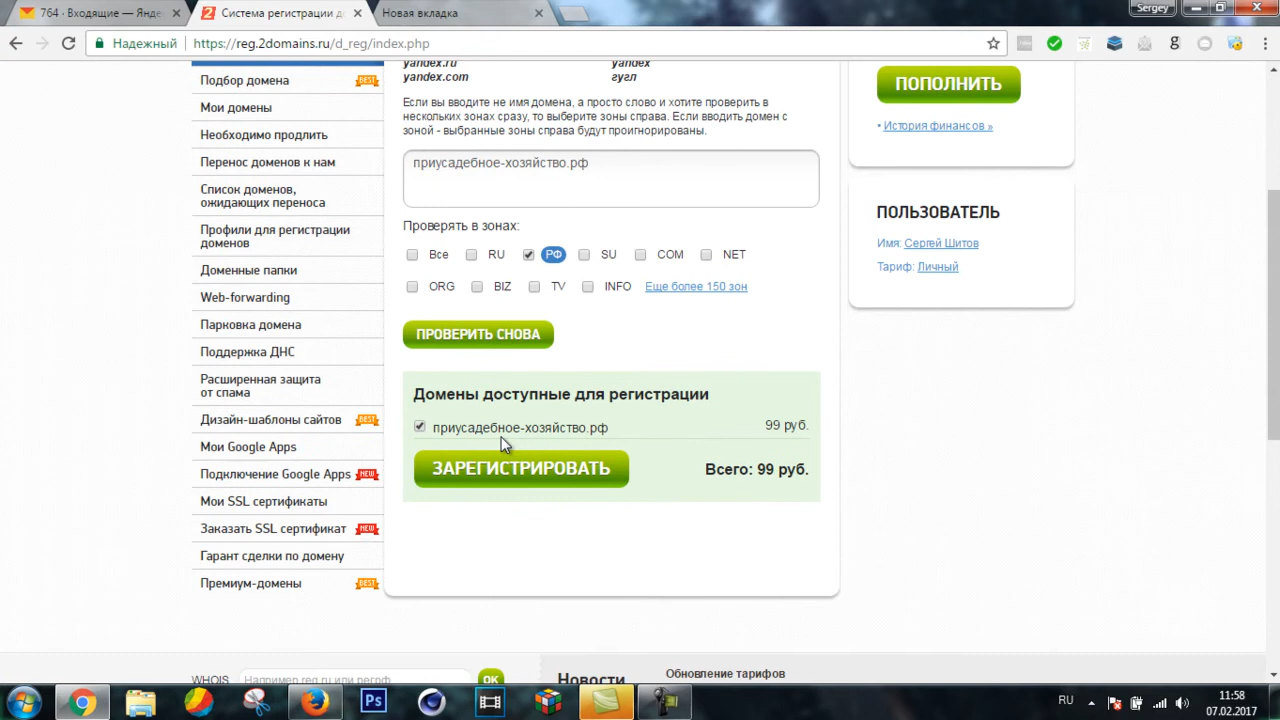 764 - Входящие — Янде
Система регистрации д
Новая вкладка
Sergey
Надежный
https://reg.2domains.ru/d_reg/index.php
Подбор домена
BEST
Мои домены
Необходимо продлить
Перенос доменов к нам
Список доменов,
ожидающих переноса
Профили для регистрации
доменов
Доменные папки
Web-forwarding
Парковка домена
Поддержка ДНС
Расширенная защита
от спама
Дизайн-шаблоны сайтов
BEST
Мои Google Apps
Подключение Google Apps
NEW
Мои SSL сертификаты
Заказать SSL сертификат
NEW
Гарант сделки по домену
Премиум-домены
BEST
yandex.ru
yandex
yandex.com
гугл
Если вы вводите не имя домена, а просто слово и хотите проверить в
нескольких зонах сразу, то выберите зоны справа. Если вводить домен с
зоной - выбранные зоны справа будут проигнорированы.
приусадебное-хозяйство.рф
Проверять в зонах:
Все RU РФ SU COM NET
ORG BIZ TV INFO Еще более 150 зон
ПРОВЕРИТЬ СНОВА
Домены доступные для регистрации
приусадебное-хозяйство.рф
99 руб.
ЗАРЕГИСТРИРОВАТЬ
Всего: 99 руб.
ПОПОЛНИТЬ
• История финансов »
ПОЛЬЗОВАТЕЛЬ
Имя: Сергей Шитов
Тариф: Личный
WHOIS
Например reg.ru или рег.рф
OK
Новости
Обновление тарифов
Ps
RU
11:58
07.02.2017